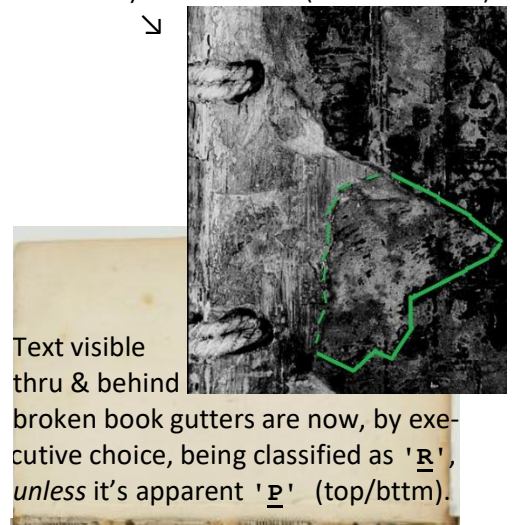 ↘
Text visible
thru & behind
broken book gutters are now, by exe-
cutive choice, being classified as 'R',
unless it's apparent 'P' (top/bttm).